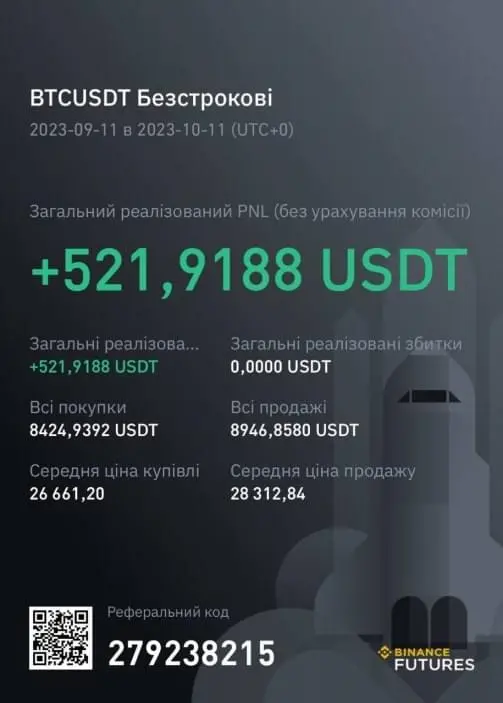 BTCUSDT Безстрокові
2023-09-11 в 2023-10-11 (UTC+0)
Загальний реалізований PNL (без урахування комісії)
+521,9188 USDT
Загальні реалізова... Загальні реалізовані збитки
+521,9188 USDT 0,0000 USDT
Всі покупки Всі продажі
8424,9392 USDT 8946,8580 USDT
Середня ціна купівлі Середня ціна продажу
26 661,20 28 312,84
Реферальний код
279238215
BINANCE
FUTURES